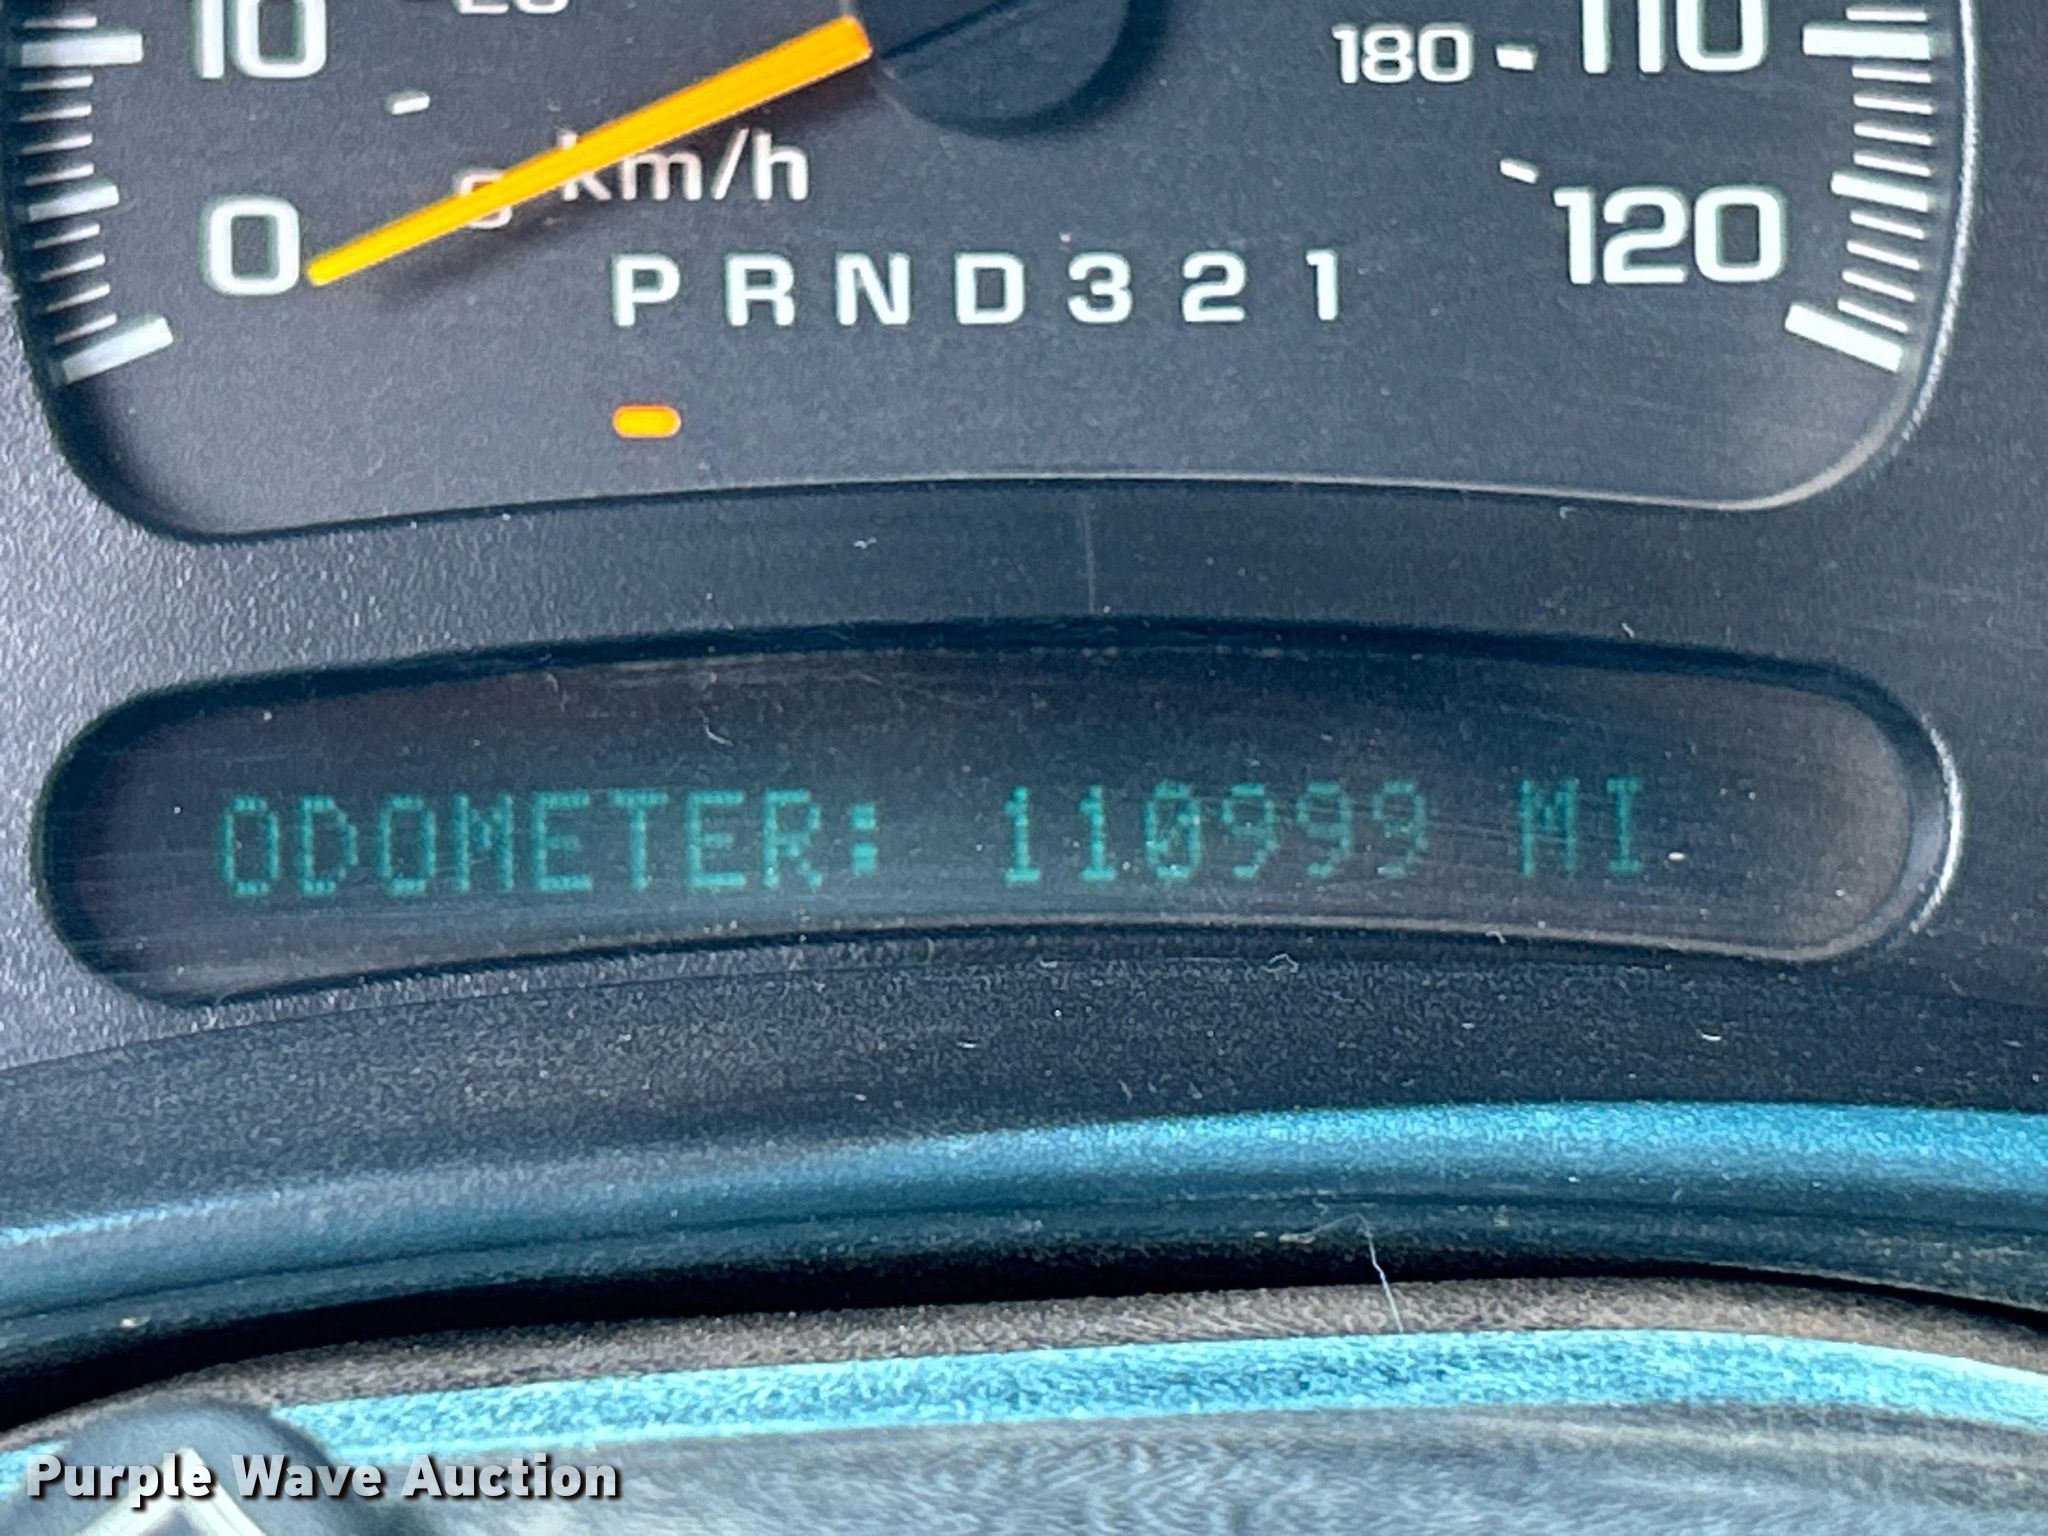 10
180
110
km/h
0
120
PRND321
ODOMETER: 110999 MI
Purple Wave Auction